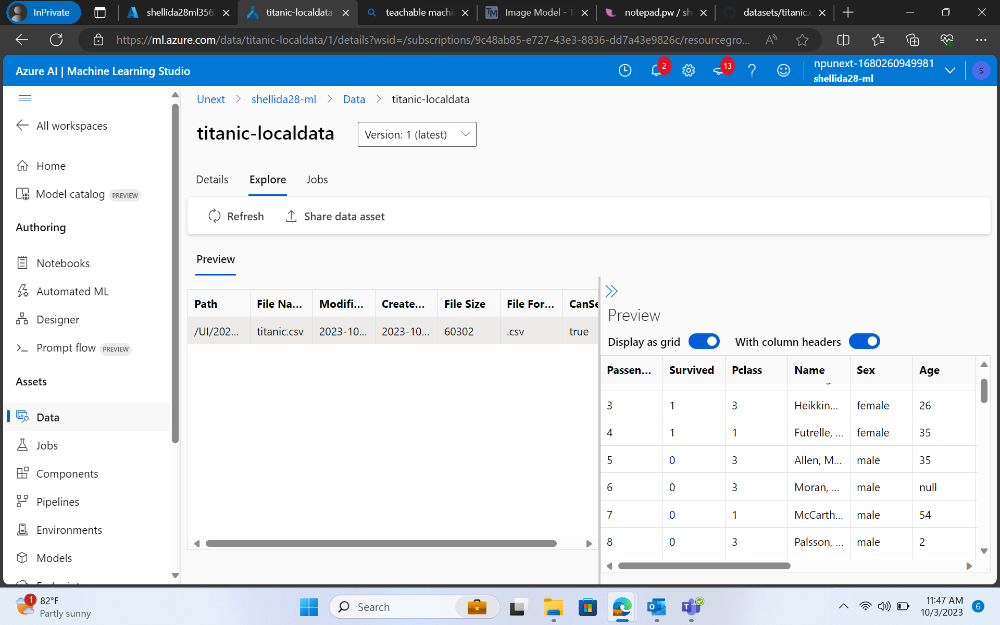 InPrivate
shellida28ml3562
titanic-localdata
teachable machi
Image Model - T
notepad.pw / sh
datasets/titanic.c
https://ml.azure.com/data/titanic-localdata/1/details?wsid=/subscriptions/9c48ab85-e727-43e3-8836-dd7a43e9826c/resourcegro...
Azure AI | Machine Learning Studio
2
13
npunext-1680260949981
shellida28-ml
S
Unext > shellida28-ml > Data > titanic-localdata
All workspaces
Home
Model catalog PREVIEW
Authoring
Notebooks
Automated ML
Designer
Prompt flow PREVIEW
Assets
Data
Jobs
Components
Pipelines
Environments
Models
titanic-localdata
Version: 1 (latest)
Details Explore Jobs
Refresh Share data asset
Preview
Path File Na... Modifi... Create... File Size File For... CanSe
/UI/202... titanic.csv 2023-10... 2023-10... 60302 .csv true
Preview
Display as grid With column headers
Passen... Survived Pclass Name Sex Age
3 1 3 Heikkin... female 26
4 1 1 Futrelle, ... female 35
5 0 3 Allen, M... male 35
6 0 3 Moran, ... male null
7 0 1 McCarth... male 54
8 0 3 Palsson, ... male 2
1
82°F
Partly sunny
Search
11:47 AM
10/3/2023
6